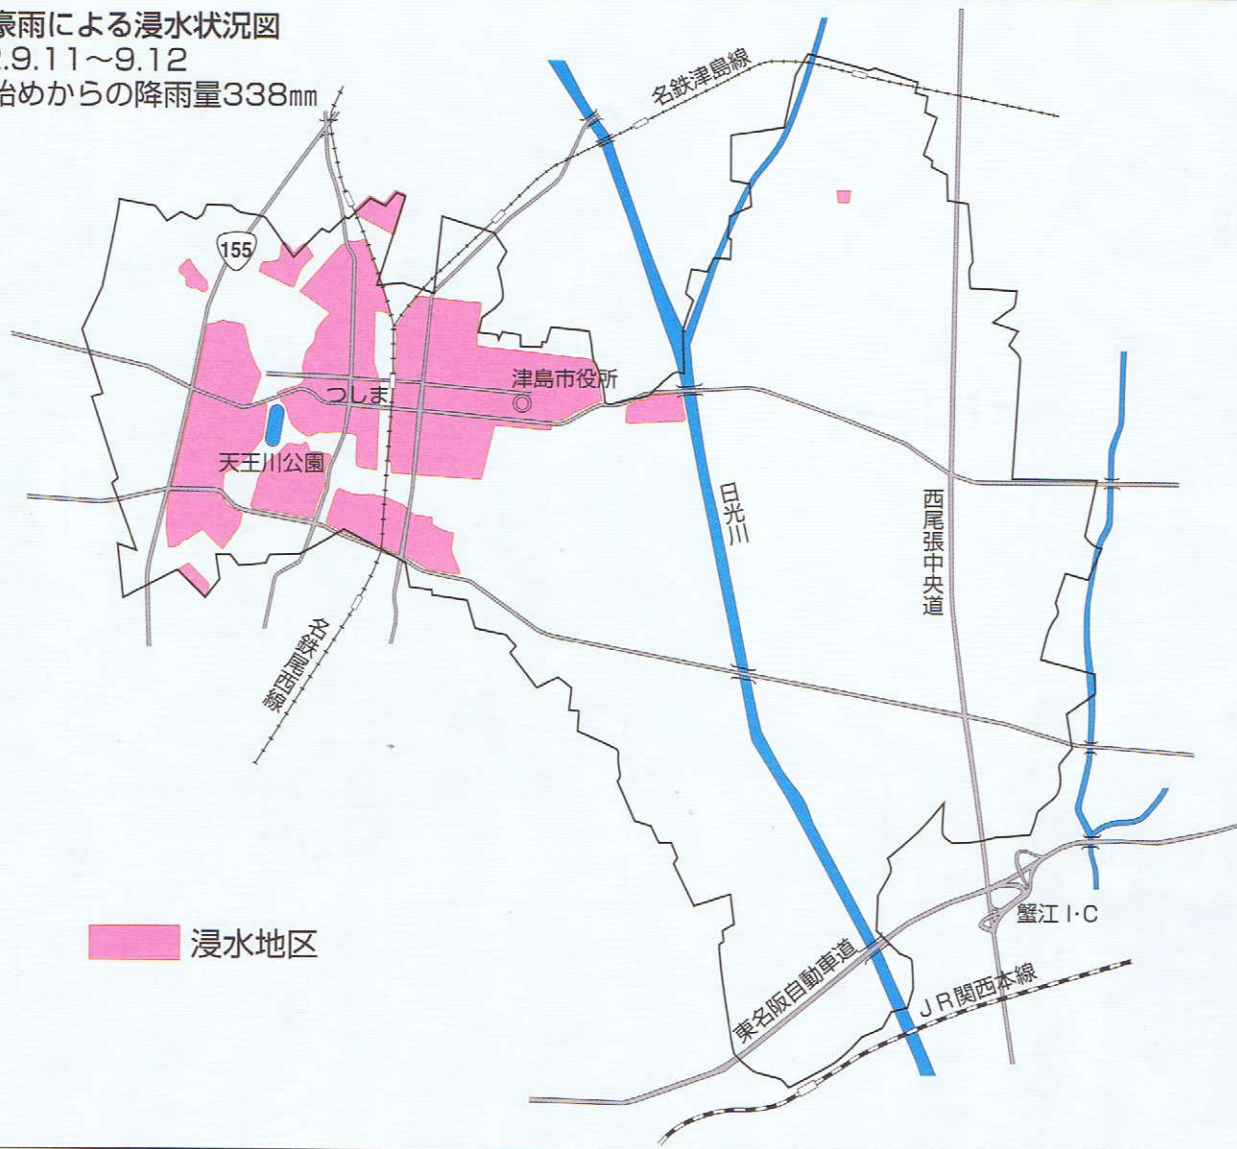 豪雨による浸水状況図
.9.11～9.12
始めからの降雨量338㎜
名鉄津島線
155
津島市役所
つしま
天王川公園
日光川
西尾張中央道
名鉄尾西線
蟹江I・C
浸水地区
東名阪自動車道
JR関西本線